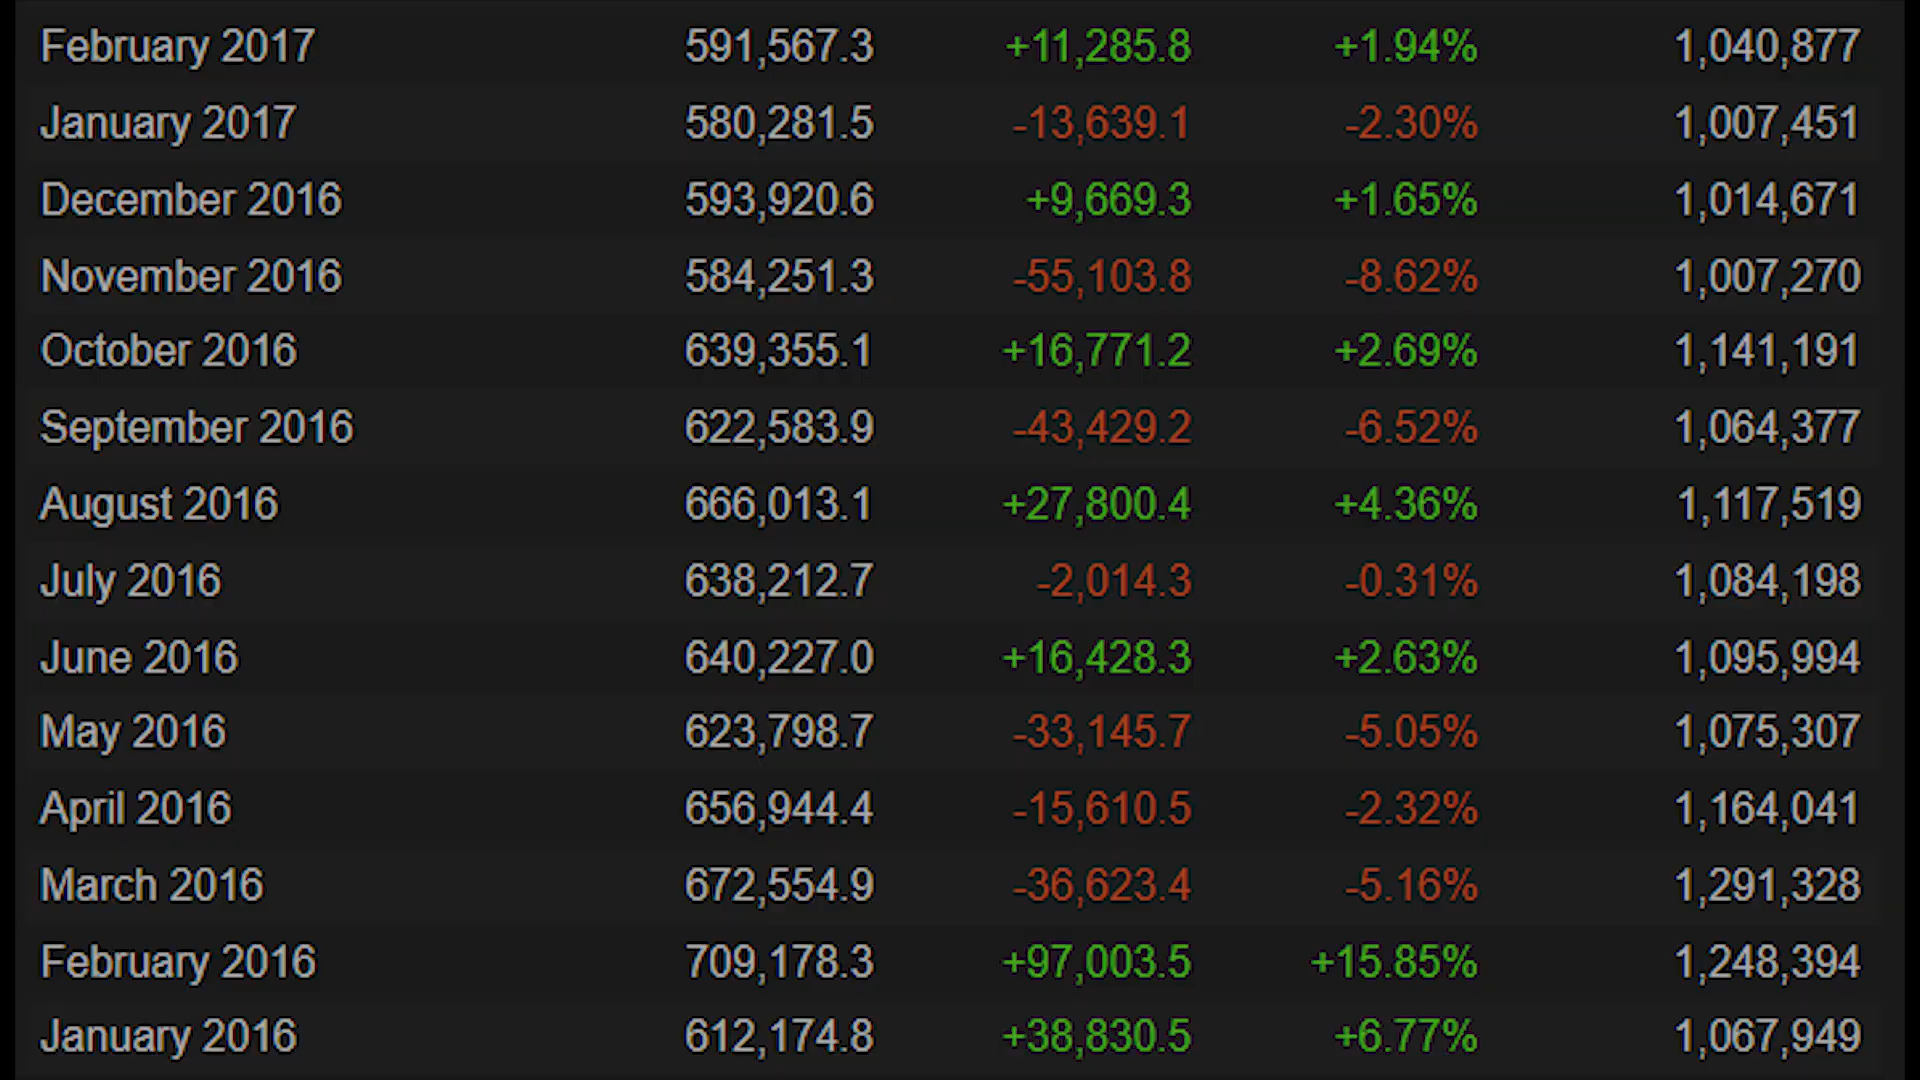 February 2017 591,567.3 +11,285.8 +1.94% 1,040,877
January 2017 580,281.5 -13,639.1 -2.30% 1,007,451
December 2016 593,920.6 +9,669.3 +1.65% 1,014,671
November 2016 584,251.3 -55,103.8 -8.62% 1,007,270
October 2016 639,355.1 +16,771.2 +2.69% 1,141,191
September 2016 622,583.9 -43,429.2 -6.52% 1,064,377
August 2016 666,013.1 +27,800.4 +4.36% 1,117,519
July 2016 638,212.7 -2,014.3 -0.31% 1,084,198
June 2016 640,227.0 +16,428.3 +2.63% 1,095,994
May 2016 623,798.7 -33,145.7 -5.05% 1,075,307
April 2016 656,944.4 -15,610.5 -2.32% 1,164,041
March 2016 672,554.9 -36,623.4 -5.16% 1,291,328
February 2016 709,178.3 +97,003.5 +15.85% 1,248,394
January 2016 612,174.8 +38,830.5 +6.77% 1,067,949